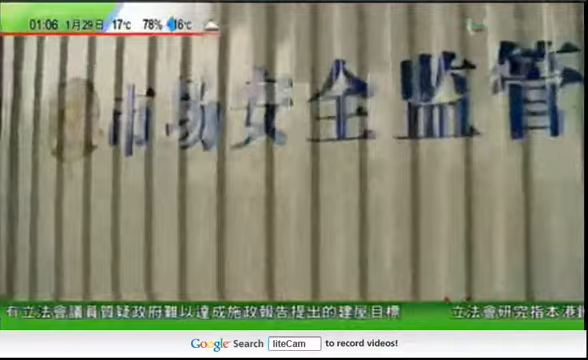 01:06 1月29日 17℃ 78% 16℃
市场安全监管
有立法會議員質疑政府難以達成施政報告提出的建屋目標 立法會研究指本港
Google Search liteCam to record videos!